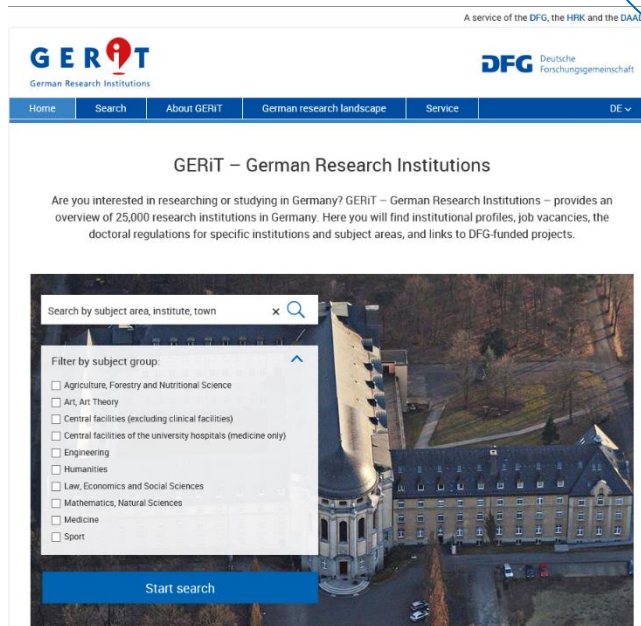 A service of the DFG, the HRK and the DAAD
GERiT
German Research Institutions
DFG Deutsche
Forschungsgemeinschaft
Home Search About GERiT German research landscape Service DE
GERiT – German Research Institutions
Are you interested in researching or studying in Germany? GERiT – German Research Institutions – provides an
overview of 25,000 research institutions in Germany. Here you will find institutional profiles, job vacancies, the
doctoral regulations for specific institutions and subject areas, and links to DFG-funded projects.
Search by subject area, institute, town
Filter by subject group:
Agriculture, Forestry and Nutritional Science
Art, Art Theory
Central facilities (excluding clinical facilities)
Central facilities of the university hospitals (medicine only)
Engineering
Humanities
Law, Economics and Social Sciences
Mathematics, Natural Sciences
Medicine
Sport
Start search